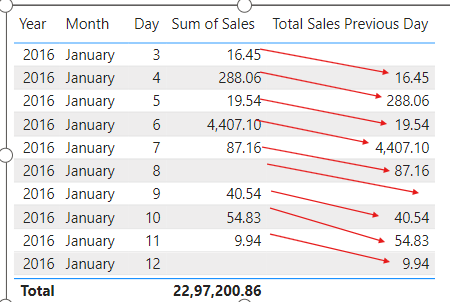 Year Month Day Sum of Sales Total Sales Previous Day
2016 January 3 16.45
2016 January 4 288.06 16.45
2016 January 5 19.54 288.06
2016 January 6 4,407.10 19.54
2016 January 7 87.16 4,407.10
2016 January 8 87.16
2016 January 9 40.54
2016 January 10 54.83 40.54
2016 January 11 9.94 54.83
2016 January 12 9.94
Total 22,97,200.86